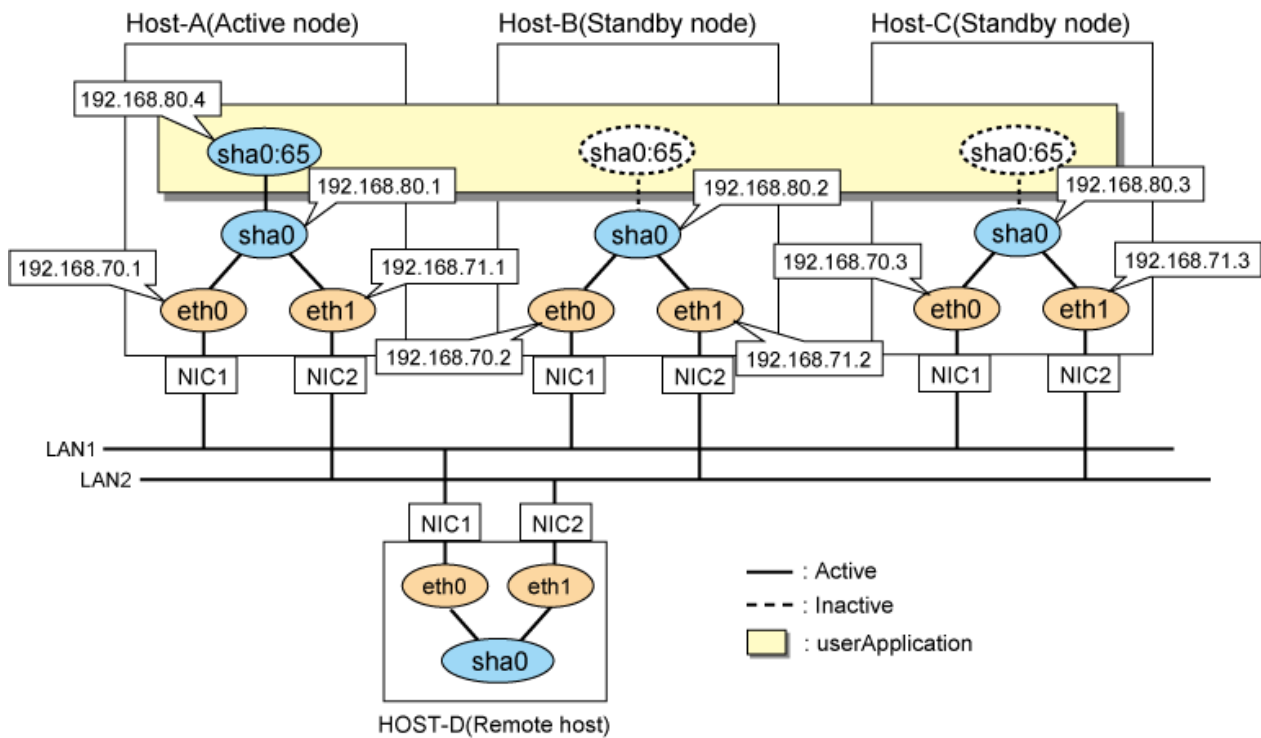 Host-A(Active node)
Host-B(Standby node)
Host-C(Standby node)
192.168.80.4
sha0:65
sha0:65
sha0:65
192.168.80.1
192.168.80.2
192.168.80.3
sha0
sha0
sha0
192.168.70.1
192.168.71.1
192.168.70.3
192.168.71.3
eth0
eth1
eth0
eth1
eth0
eth1
192.168.70.2
192.168.71.2
NIC1
NIC2
NIC1
NIC2
NIC1
NIC2
LAN1
LAN2
NIC1
NIC2
eth0
eth1
sha0
HOST-D(Remote host)
: Active
: Inactive
: userApplication